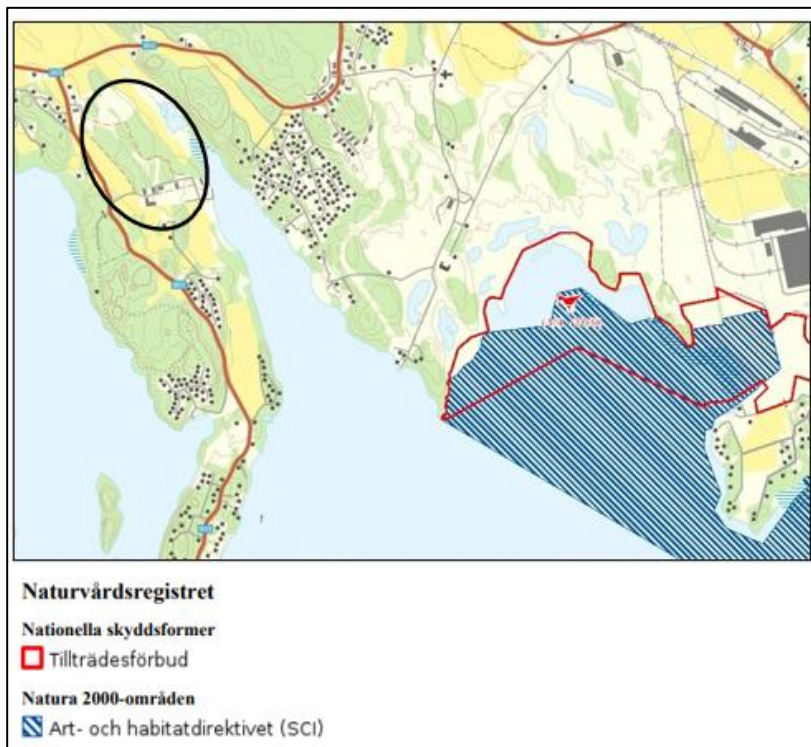 Naturvårdsregistret
Nationella skyddsformer
Tillträdesförbud
Natura 2000-områden
Art- och habitatdirektivet (SCI)